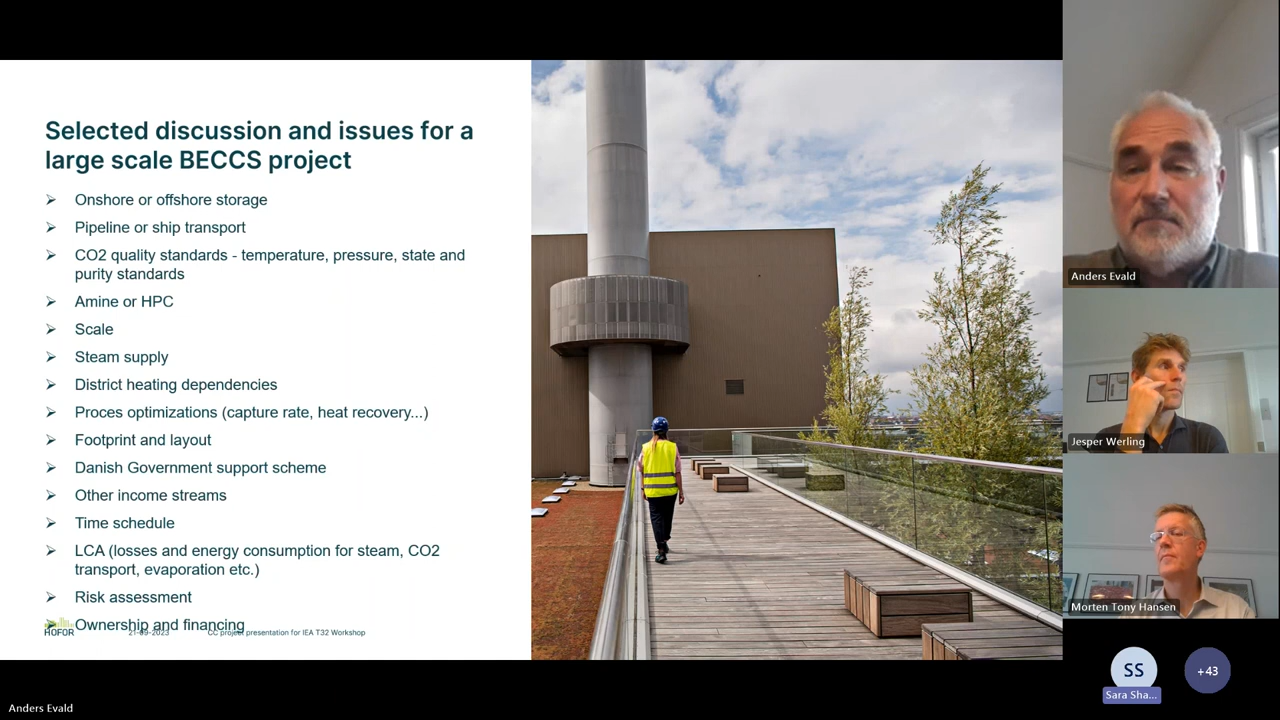 Selected discussion and issues for a
large scale BECCS project
Onshore or offshore storage
Pipeline or ship transport
CO2 quality standards - temperature, pressure, state and
purity standards
Amine or HPC
Scale
Steam supply
District heating dependencies
Proces optimizations (capture rate, heat recovery...)
Footprint and layout
Danish Government support scheme
Other income streams
Time schedule
LCA (losses and energy consumption for steam, CO2
transport, evaporation etc.)
Risk assessment
Ownership and financing
HOFOR
21-09-2023
CC project presentation for IEA T32 Workshop
Anders Evald
Jesper Werling
Morten Tony Hansen
SS
+43
Sara Sha...
Anders Evald